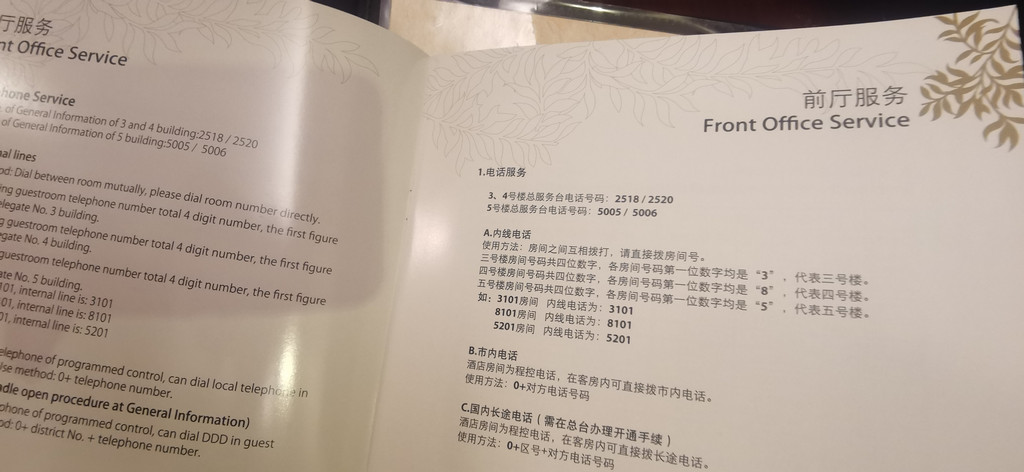 厅服务
Office Service
Service
of General Information of 3 and 4 building:2518 / 2520
of General Information of 5 building:5005 / 5006
lines
Dial between room mutually, please dial room number directly.
guestroom telephone number total 4 digit number, the first figure
No. 3 building.
guestroom telephone number total 4 digit number, the first figure
No. 4 building.
guestroom telephone number total 4 digit number, the first figure
No. 5 building.
internal line is: 3101
internal line is: 8101
internal line is: 5201
telephone of programmed control, can dial local telephone in
method: 0+ telephone number.
open procedure at General Information)
of programmed control, can dial DDD in guest
0+ district No. + telephone number.
前厅服务
Front Office Service
1.电话服务
3、4号楼总服务台电话号码：2518 / 2520
5号楼总服务台电话号码：5005 / 5006
A.内线电话
使用方法：房间之间互相拨打，请直接拨房间号。
三号楼房间号码共四位数字，各房间号码第一位数字均是“3”，代表三号楼。
四号楼房间号码共四位数字，各房间号码第一位数字均是“8”，代表四号楼。
五号楼房间号码共四位数字，各房间号码第一位数字均是“5”，代表五号楼。
如：3101房间 内线电话为：3101
8101房间 内线电话为：8101
5201房间 内线电话为：5201
B.市内电话
酒店房间为程控电话，在客房内可直接拨市内电话。
使用方法：0+对方电话号码
C.国内长途电话（需在总台办理开通手续）
酒店房间为程控电话，在客房内可直接拨长途电话。
使用方法：0+区号+对方电话号码